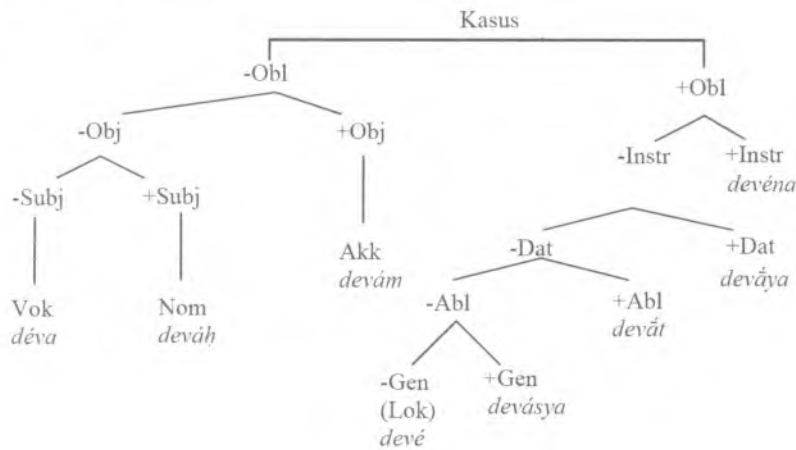 Kasus
-Obl
+Obl
-Obj
+Obj
-Instr
+Instr
devéna
-Subj
+Subj
Akk
devám
-Dat
+Dat
devā́ya
Vok
déva
Nom
deváḥ
-Abl
+Abl
devā́t
-Gen
(Lok)
devé
+Gen
devásya